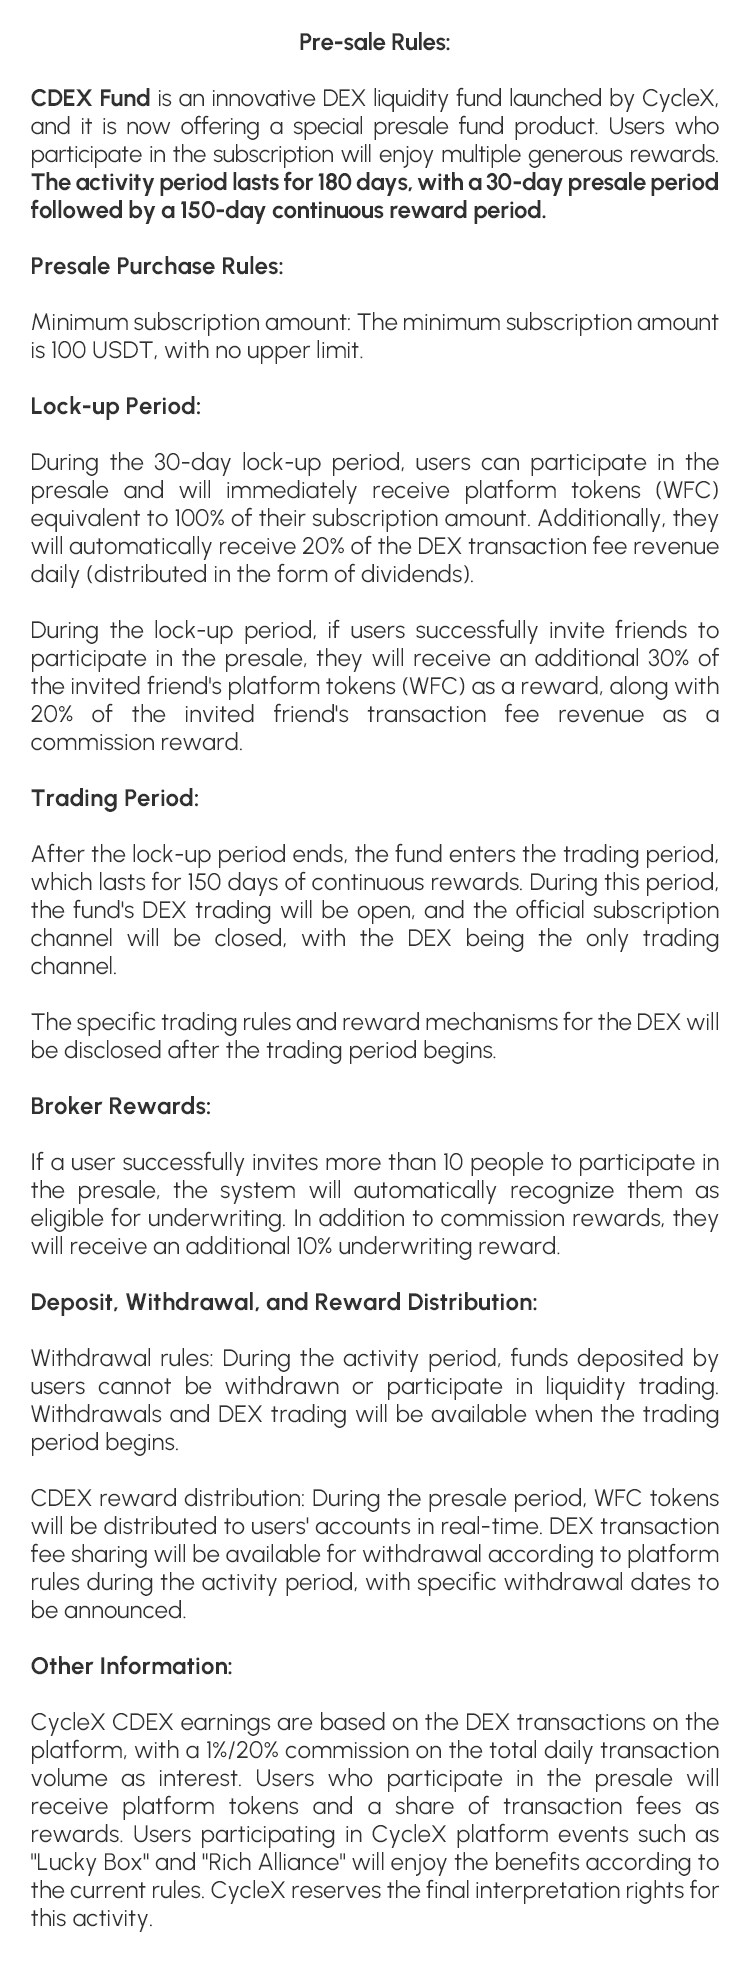 Pre-sale Rules:
CDEX Fund is an innovative DEX liquidity fund launched by CycleX,
and it is now offering a special presale fund product. Users who
participate in the subscription will enjoy multiple generous rewards.
The activity period lasts for 180 days, with a 30-day presale period
followed by a 150-day continuous reward period.
Presale Purchase Rules:
Minimum subscription amount: The minimum subscription amount
is 100 USDT, with no upper limit.
Lock-up Period:
During the 30-day lock-up period, users can participate in the
presale and will immediately receive platform tokens (WFC)
equivalent to 100% of their subscription amount. Additionally, they
will automatically receive 20% of the DEX transaction fee revenue
daily (distributed in the form of dividends).
During the lock-up period, if users successfully invite friends to
participate in the presale, they will receive an additional 30% of
the invited friend's platform tokens (WFC) as a reward, along with
20% of the invited friend's transaction fee revenue as a
commission reward.
Trading Period:
After the lock-up period ends, the fund enters the trading period,
which lasts for 150 days of continuous rewards. During this period,
the fund's DEX trading will be open, and the official subscription
channel will be closed, with the DEX being the only trading
channel.
The specific trading rules and reward mechanisms for the DEX will
be disclosed after the trading period begins.
Broker Rewards:
If a user successfully invites more than 10 people to participate in
the presale, the system will automatically recognize them as
eligible for underwriting. In addition to commission rewards, they
will receive an additional 10% underwriting reward.
Deposit, Withdrawal, and Reward Distribution:
Withdrawal rules: During the activity period, funds deposited by
users cannot be withdrawn or participate in liquidity trading.
Withdrawals and DEX trading will be available when the trading
period begins.
CDEX reward distribution: During the presale period, WFC tokens
will be distributed to users' accounts in real-time. DEX transaction
fee sharing will be available for withdrawal according to platform
rules during the activity period, with specific withdrawal dates to
be announced.
Other Information:
CycleX CDEX earnings are based on the DEX transactions on the
platform, with a 1%/20% commission on the total daily transaction
volume as interest. Users who participate in the presale will
receive platform tokens and a share of transaction fees as
rewards. Users participating in CycleX platform events such as
"Lucky Box" and "Rich Alliance" will enjoy the benefits according to
the current rules. CycleX reserves the final interpretation rights for
this activity.